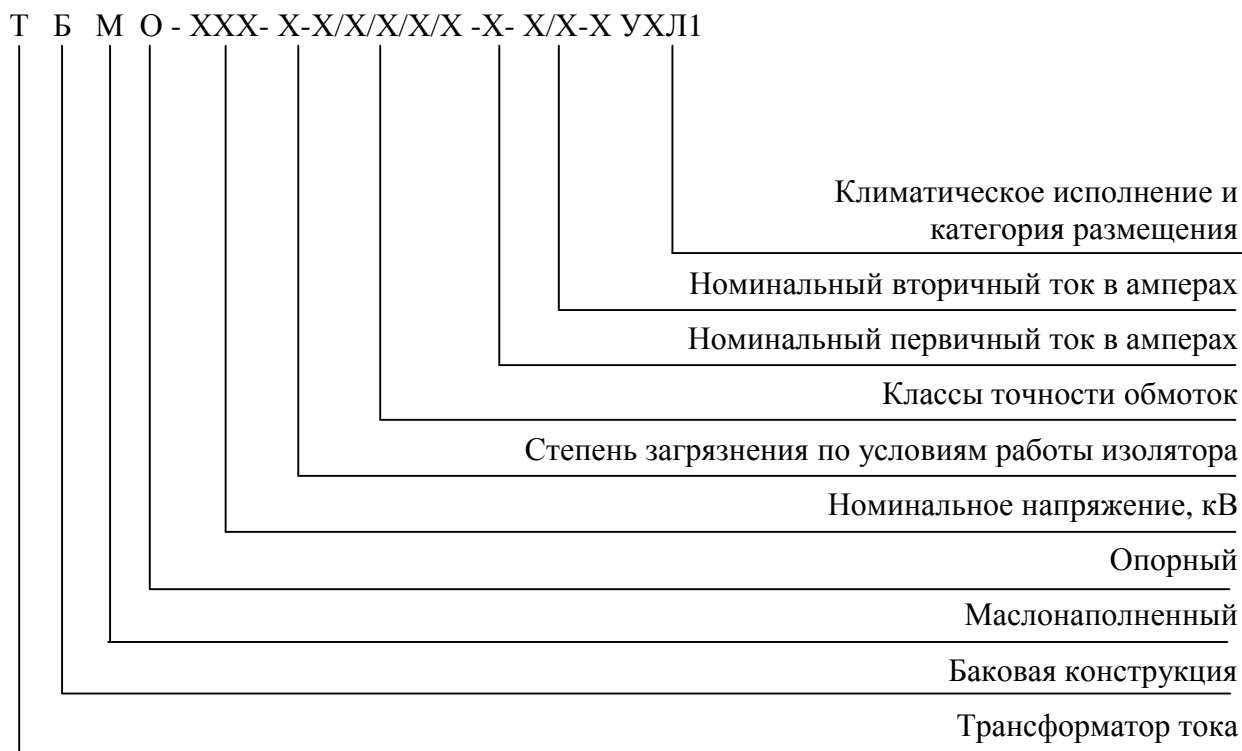 Т Б М О - ХХХ- Х-Х/Х/Х/Х/Х -Х- Х/Х-Х УХЛ1
Климатическое исполнение и
категория размещения
Номинальный вторичный ток в амперах
Номинальный первичный ток в амперах
Классы точности обмоток
Степень загрязнения по условиям работы изолятора
Номинальное напряжение, кВ
Опорный
Маслонаполненный
Баковая конструкция
Трансформатор тока